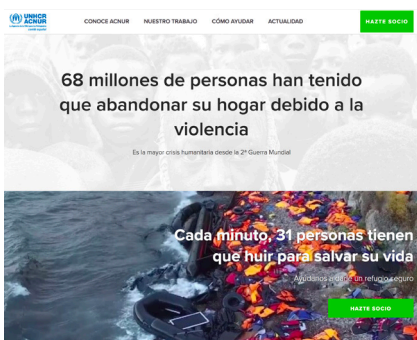 UNHCR
ACNUR
CONOCE ACNUR
NUESTRO TRABAJO
CÓMO AYUDAR
ACTUALIDAD
HAZTE SOCIO
68 millones de personas han tenido
que abandonar su hogar debido a la
violencia
Es la mayor crisis humanitaria desde la 2ª Guerra Mundial
Cada minuto, 31 personas tienen
que huir para salvar su vida
Ayúdanos a darle un refugio seguro
HAZTE SOCIO